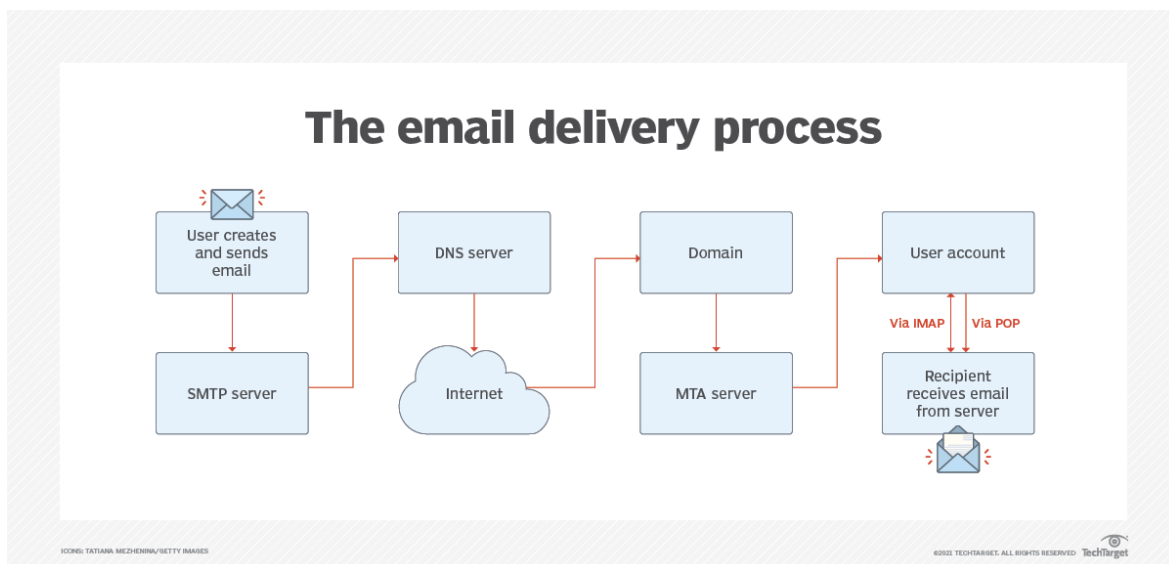 The email delivery process
User creates
and sends
email
SMTP server
DNS server
Internet
Domain
MTA server
User account
Via IMAP
Via POP
Recipient
receives email
from server
ICONS: TATIANA MEZHENINA/GETTY IMAGES
©2021 TECHTARGET. ALL RIGHTS RESERVED TechTarget